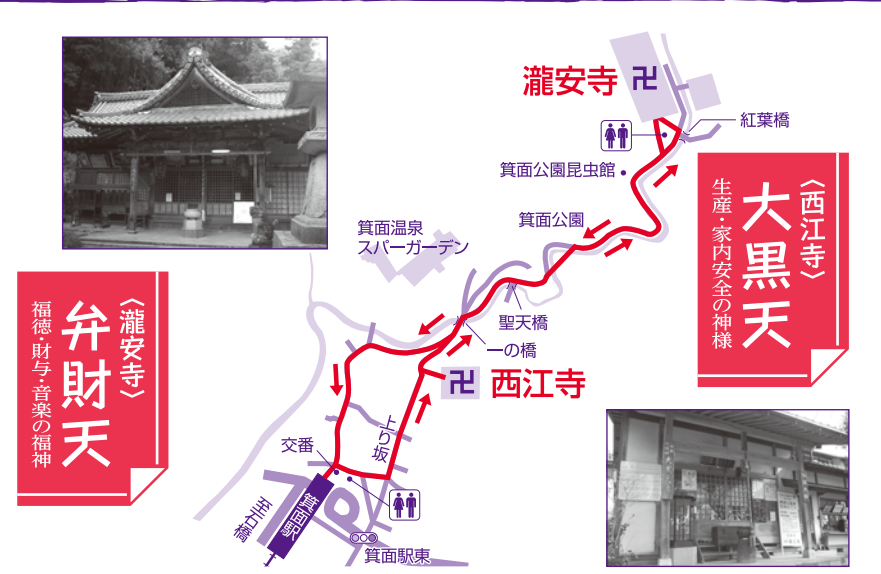 瀧安寺
卍
紅葉橋
箕面公園昆虫館
箕面公園
箕面温泉
スパーガーデン
聖天橋
一の橋
卍
西江寺
上り坂
交番
箕面駅
至石橋
P
箕面駅東
〈西江寺〉
大黒天
生産・家内安全の神様
〈瀧安寺〉
弁財天
福徳・財与・音楽の福神